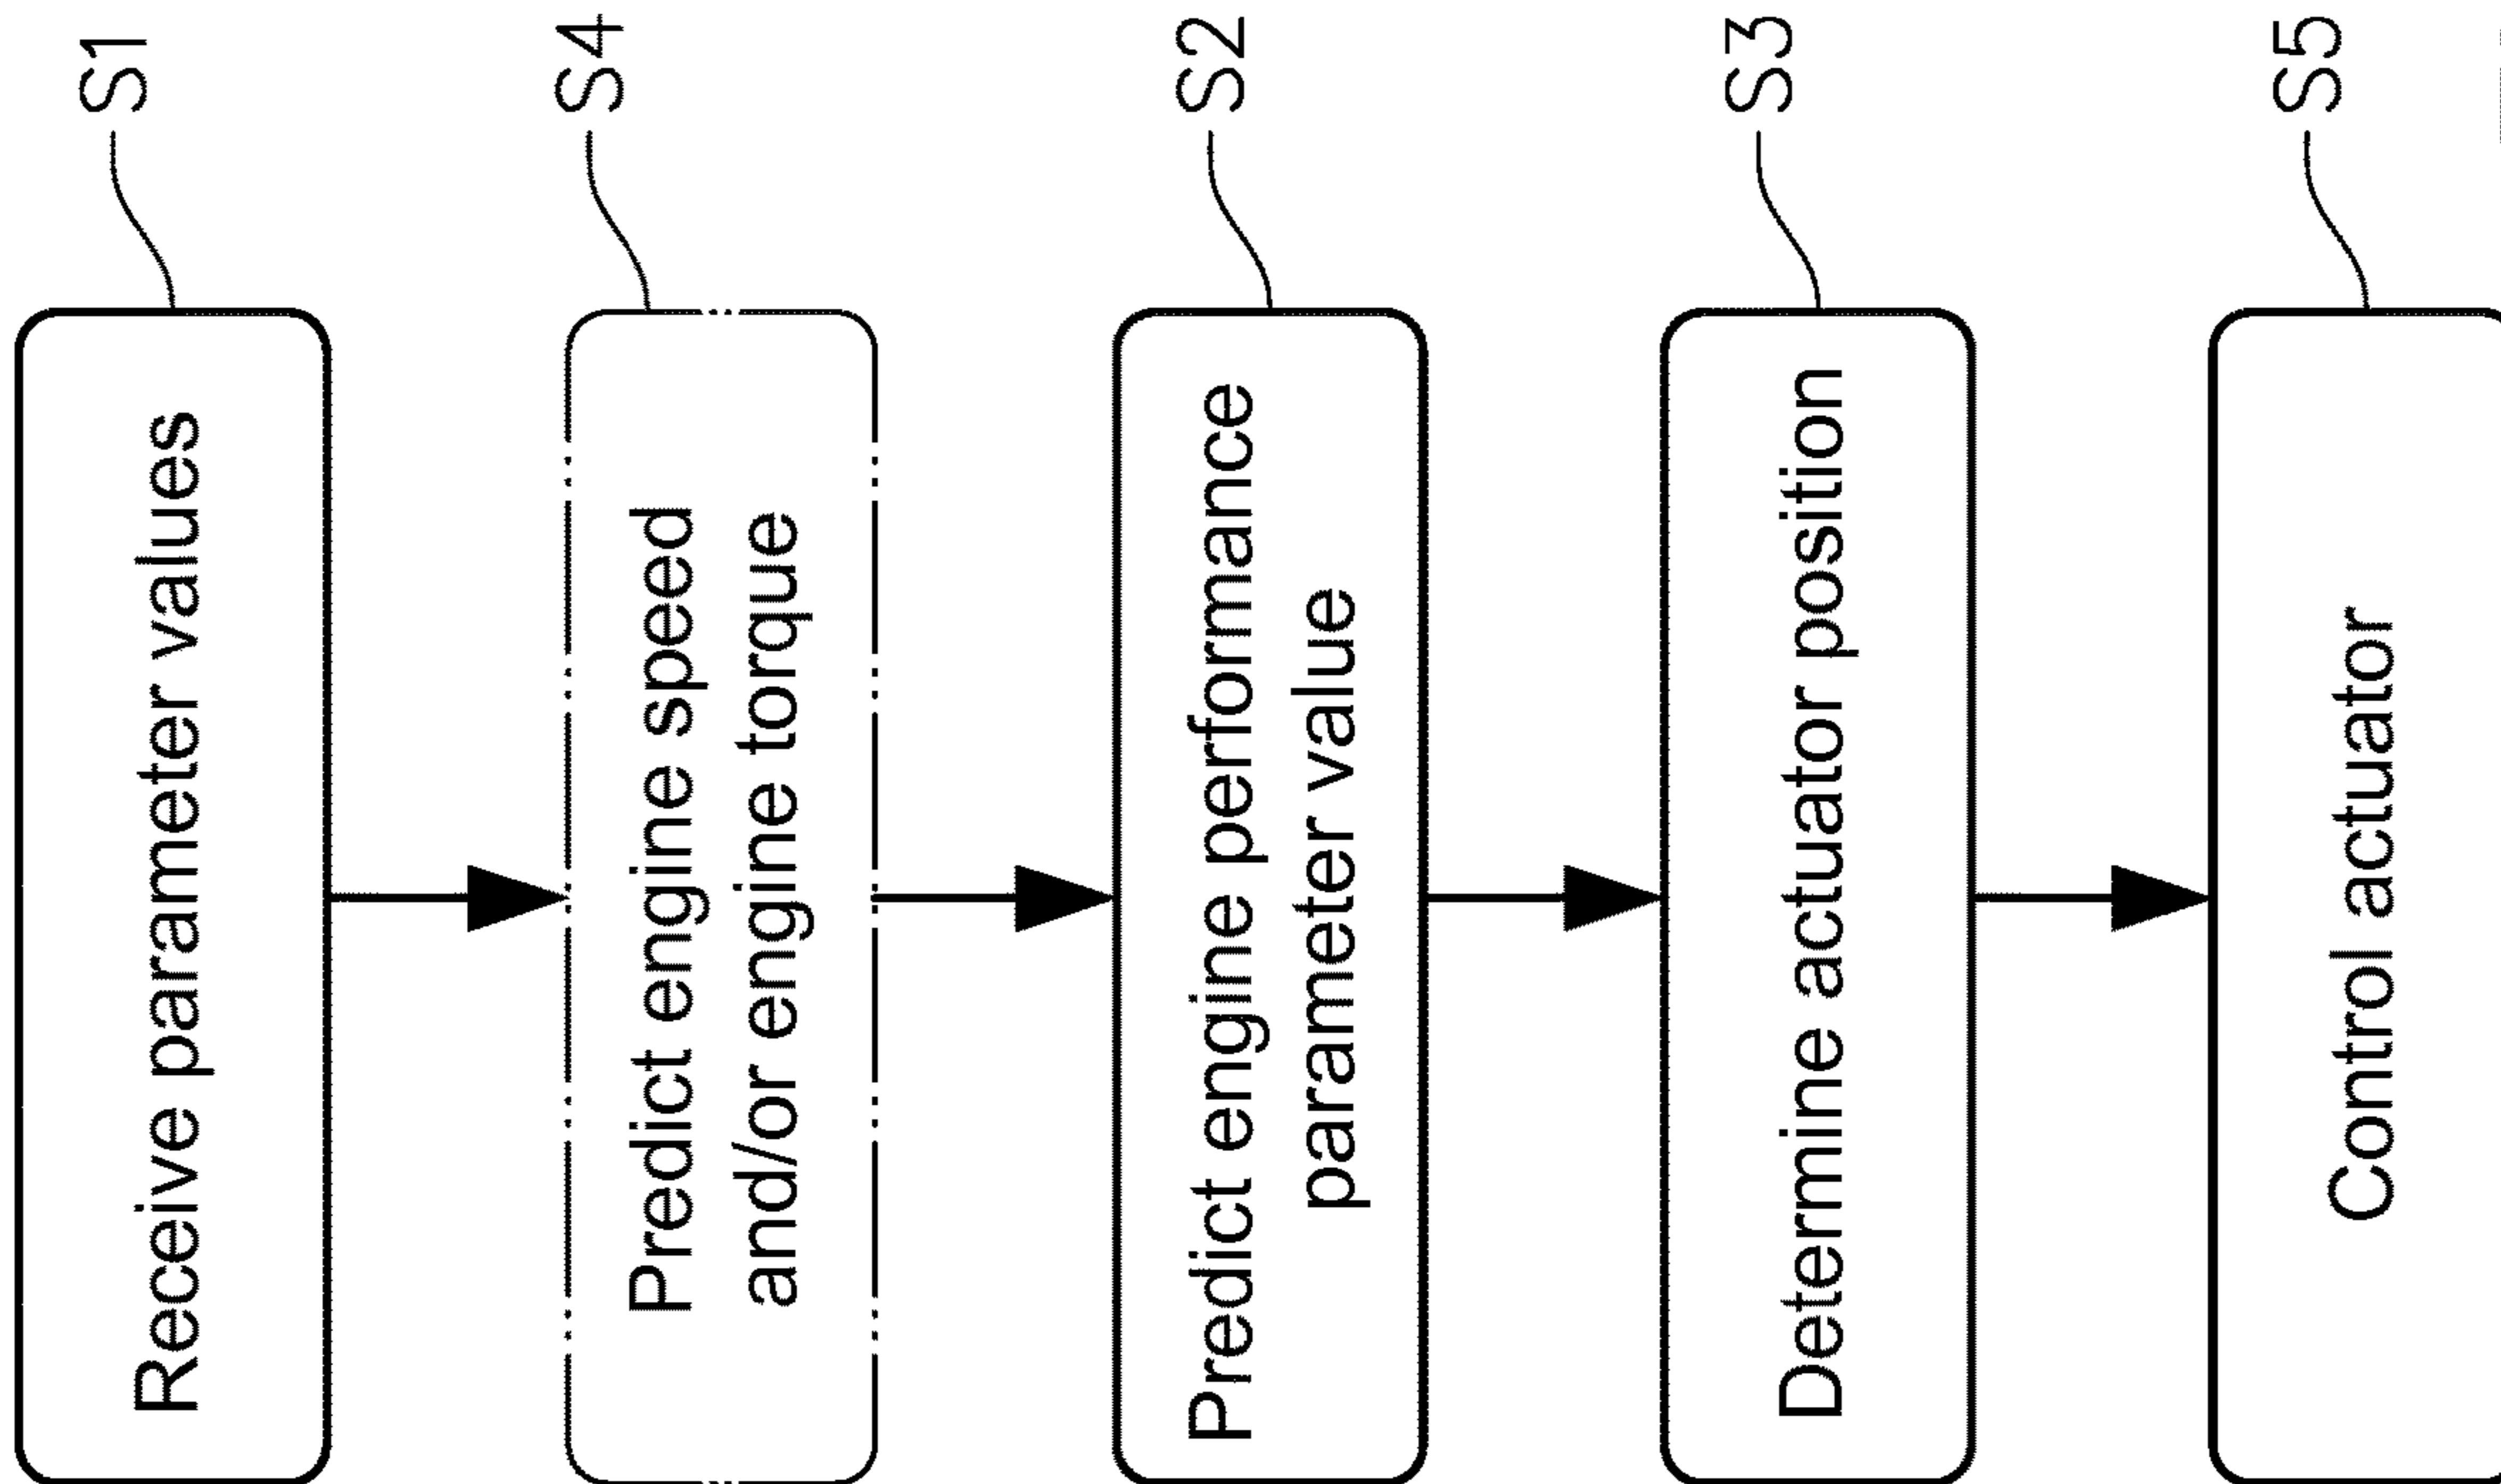 Receive parameter values
S1
Predict engine speed
and/or engine torque
S4
Predict engine performance
parameter value
S2
Determine actuator position
S3
Control actuator
S5